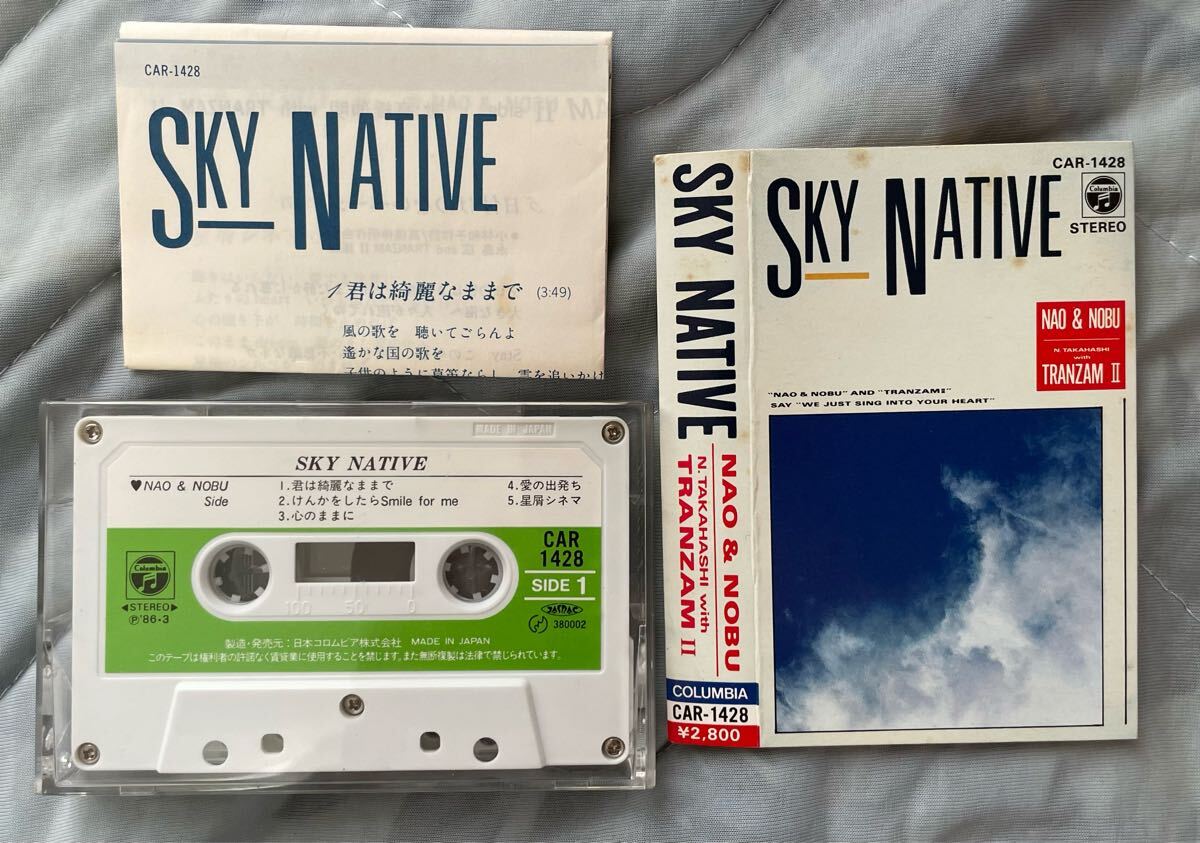 CAR-1428
SKY NATIVE
1 君は綺麗なままで (3:49)
風の歌を 聴いてごらんよ
遙かな国の歌を
MADE IN JAPAN
SKY NATIVE
♥NAO & NOBU
Side
1.君は綺麗なままで
2.けんかをしたらSmile for me
3.心のままに
4.愛の出発ち
5.星屑シネマ
Columbia
◀STEREO▶
Ⓟ'86・3
100 50 0
CAR
1428
SIDE 1
JASRAC
380002
製造・発売元:日本コロムビア株式会社 MADE IN JAPAN
このテープは権利者の許諾なく賃貸業に使用することを禁じます。また無断複製は法律で禁じられています。
SKY NATIVE
NAO & NOBU
N. TAKAHASHI with
TRANZAM II
COLUMBIA
CAR-1428
¥2,800
CAR-1428
SKY NATIVE
Columbia
STEREO
NAO & NOBU
N. TAKAHASHI
with
TRANZAM II
"NAO & NOBU" AND "TRANZAM II"
SAY "WE JUST SING INTO YOUR HEART"